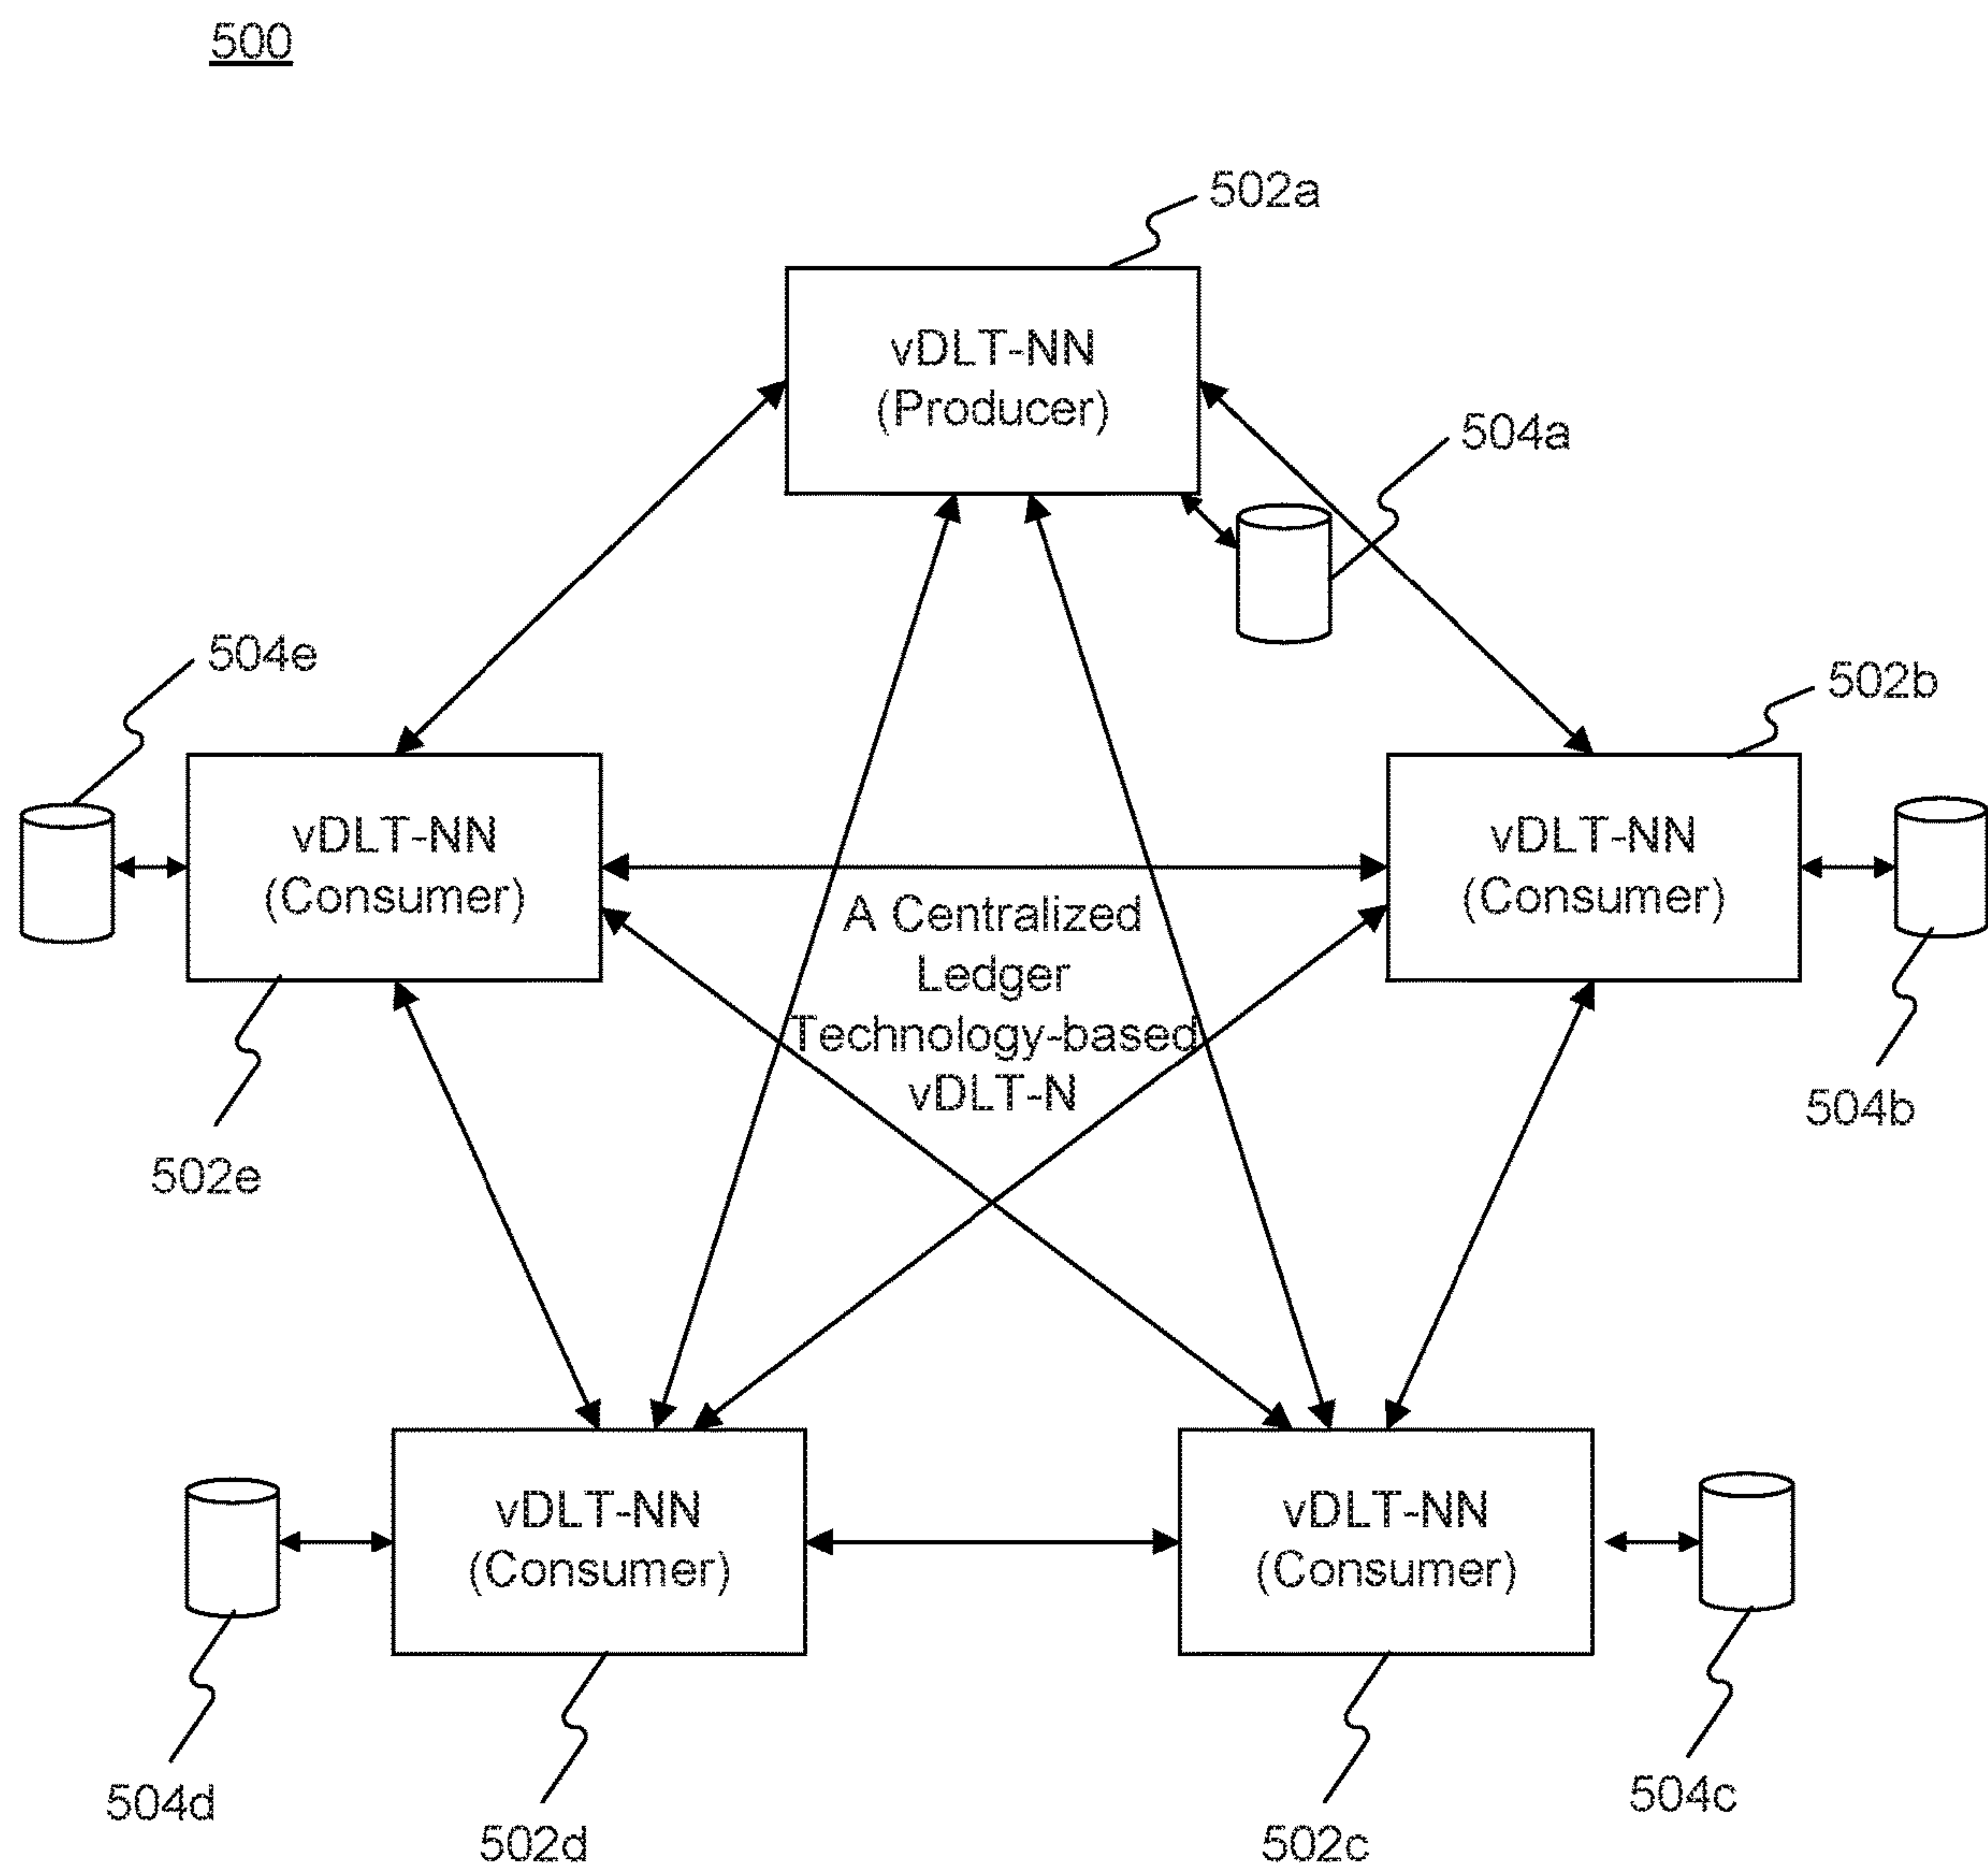 500
502a
vDLT-NN
(Producer)
504a
504e
502b
vDLT-NN
(Consumer)
vDLT-NN
(Consumer)
A Centralized
Ledger
Technology-based
vDLT-N
504b
502e
vDLT-NN
(Consumer)
vDLT-NN
(Consumer)
504d
502d
502c
504c